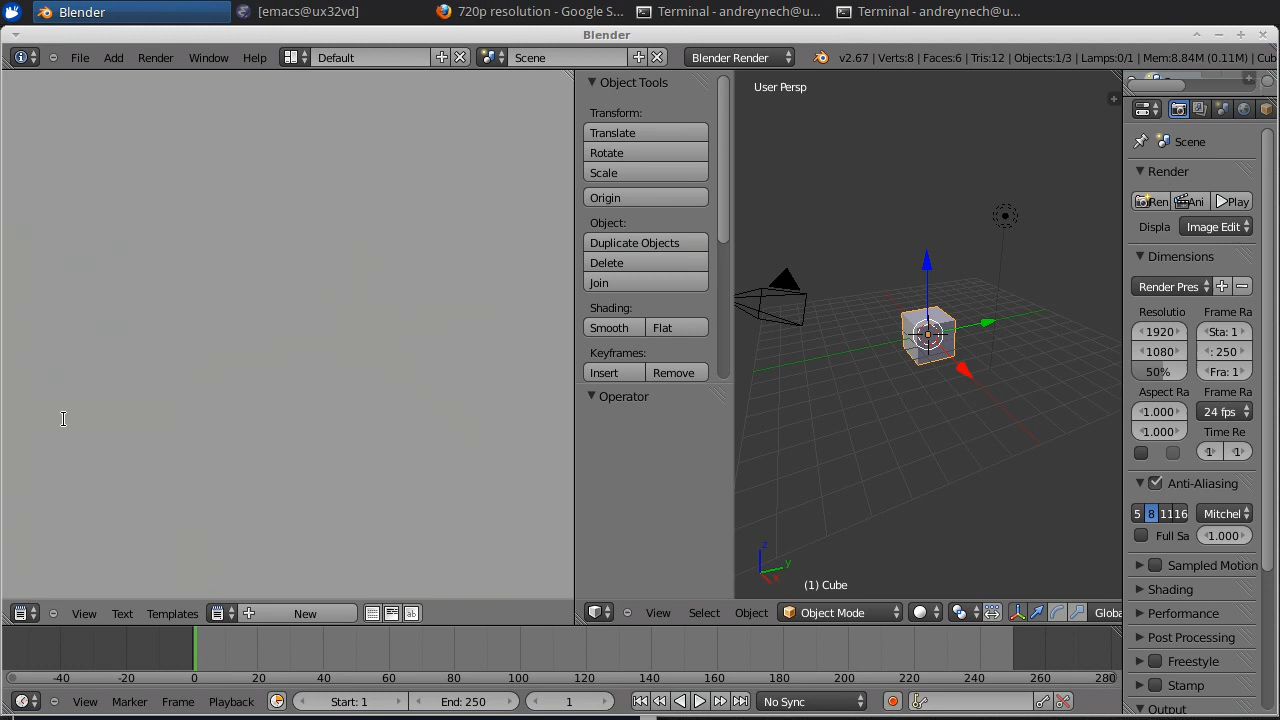 Blender
[emacs@ux32vd]
720p resolution - Google S...
Terminal - andreynech@u...
Terminal - andreynech@u...
Blender
File Add Render Window Help
Default
Scene
Blender Render
v2.67 | Verts:8 | Faces:6 | Tris:12 | Objects:1/3 | Lamps:0/1 | Mem:8.84M (0.11M) | Cub
Object Tools
Transform:
Translate
Rotate
Scale
Origin
Object:
Duplicate Objects
Delete
Join
Shading:
Smooth Flat
Keyframes:
Insert Remove
Operator
User Persp
z
y
x
(1) Cube
Scene
Render
Ren Ani Play
Displa Image Edit
Dimensions
Render Pres
Resolutio Frame Ra
1920 Sta: 1
1080 : 250
50% Fra: 1
Aspect Ra Frame Ra
1.000 24 fps
1.000 Time Re
1 1
Anti-Aliasing
5 8 11 16 Mitchel
Full Sa 1.000
Sampled Motion
Shading
Performance
Post Processing
Freestyle
Stamp
Output
View Text Templates New ab
View Select Object Object Mode Globa
-40 -20 0 20 40 60 80 100 120 140 160 180 200 220 240 260 280
View Marker Frame Playback Start: 1 End: 250 1 No Sync